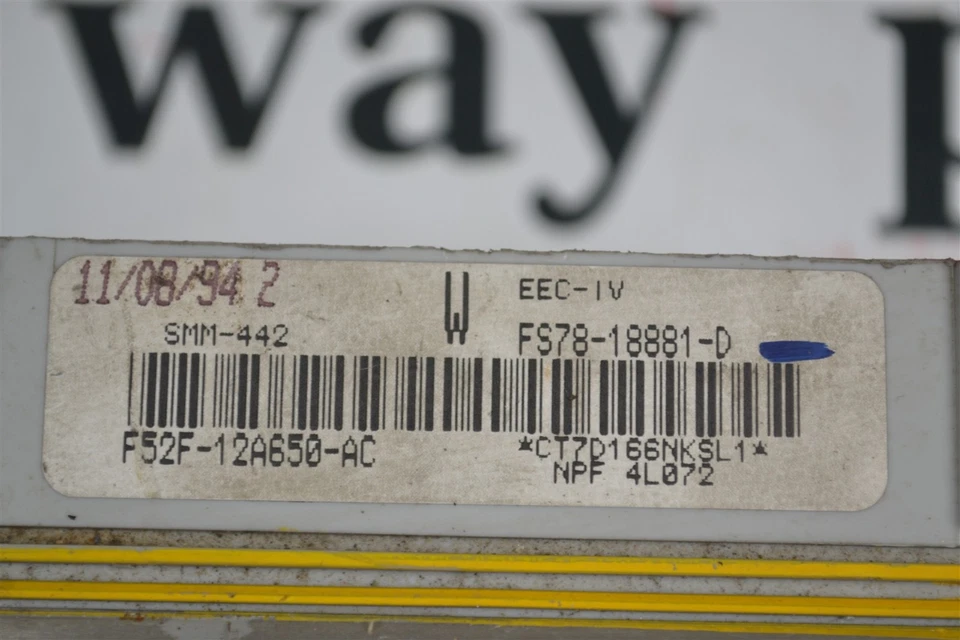 way p
11/08/94 2
W
EEC-IV
SMM-442
FS78-18881-D
F52F-12A650-AC
*CT7D166NKSL1*
NPF 4L072